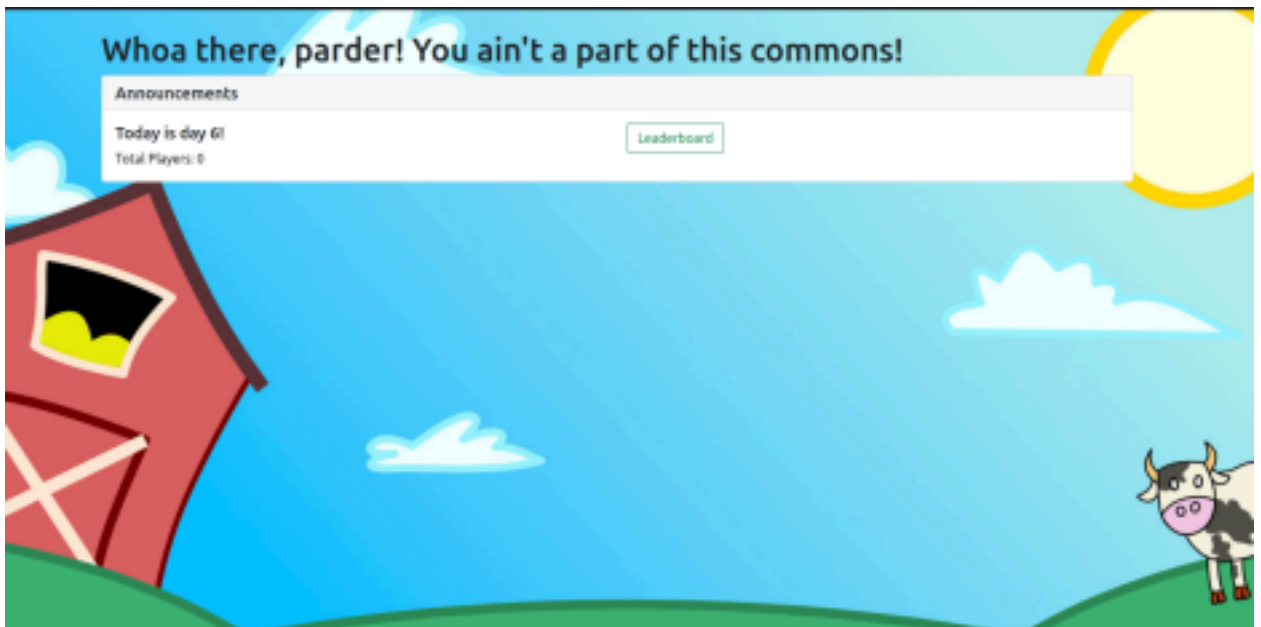 Whoa there, parder! You ain't a part of this commons!
Announcements
Today is day 6!
Leaderboard
Total Players: 0